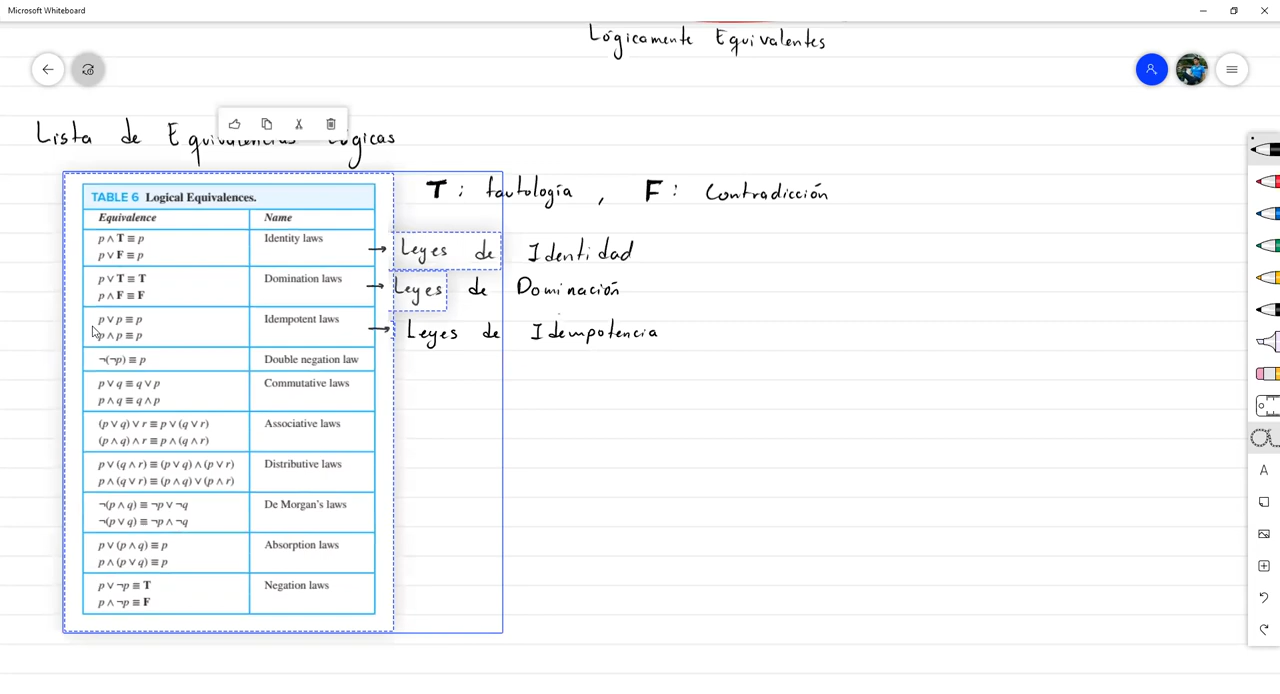 Microsoft Whiteboard
Lógicamente Equivalentes
Lista de Equivalencias Lógicas
T : tautología , F : Contradicción
TABLE 6 Logical Equivalences.
Equivalence Name
p ∧ T ≡ p Identity laws
p ∨ F ≡ p
→ Leyes de Identidad
p ∨ T ≡ T Domination laws
p ∧ F ≡ F
→ Leyes de Dominación
p ∨ p ≡ p Idempotent laws
p ∧ p ≡ p
→ Leyes de Idempotencia
¬(¬p) ≡ p Double negation law
p ∨ q ≡ q ∨ p Commutative laws
p ∧ q ≡ q ∧ p
(p ∨ q) ∨ r ≡ p ∨ (q ∨ r) Associative laws
(p ∧ q) ∧ r ≡ p ∧ (q ∧ r)
p ∨ (q ∧ r) ≡ (p ∨ q) ∧ (p ∨ r) Distributive laws
p ∧ (q ∨ r) ≡ (p ∧ q) ∨ (p ∧ r)
¬(p ∧ q) ≡ ¬p ∨ ¬q De Morgan's laws
¬(p ∨ q) ≡ ¬p ∧ ¬q
p ∨ (p ∧ q) ≡ p Absorption laws
p ∧ (p ∨ q) ≡ p
p ∨ ¬p ≡ T Negation laws
p ∧ ¬p ≡ F
A